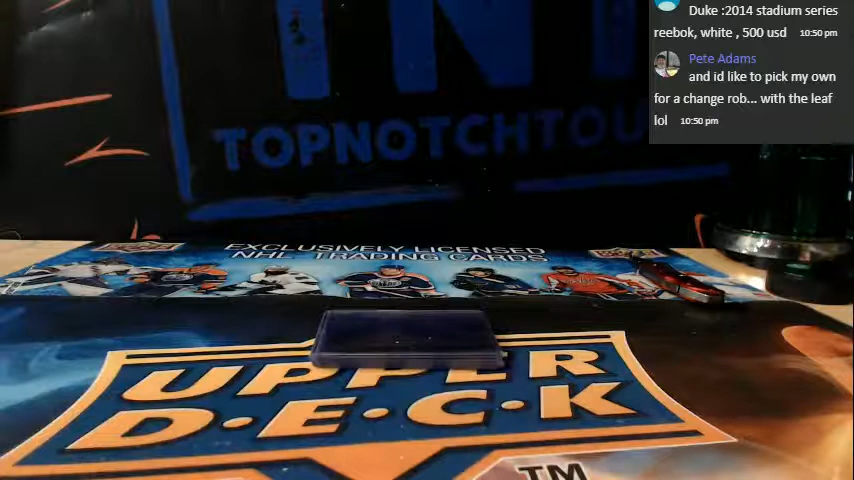 Duke :2014 stadium series
reebok, white , 500 usd 10:50 pm
Pete Adams
and id like to pick my own
for a change rob... with the leaf
lol 10:50 pm
TNT
TOPNOTCHTOU
EXCLUSIVELY LICENSED
NHL TRADING CARDS
UPPER
D·E·C·K
TM